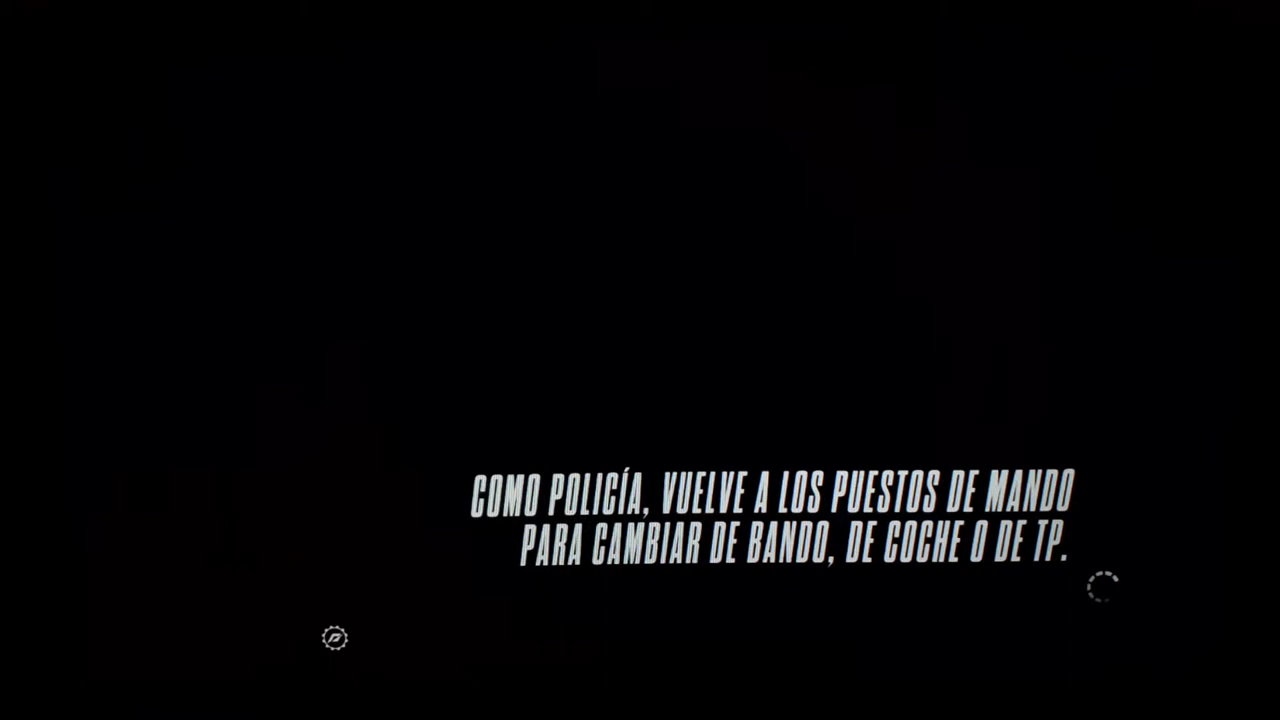 COMO POLICÍA, VUELVE A LOS PUESTOS DE MANDO
PARA CAMBIAR DE BANDO, DE COCHE O DE TP.